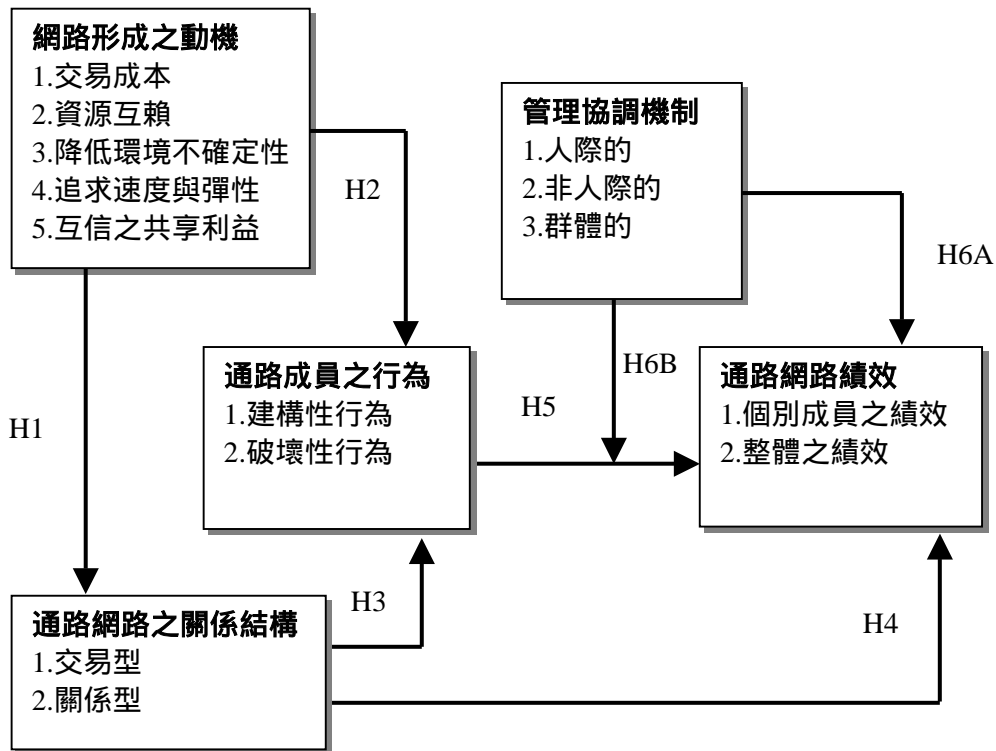 網路形成之動機
1.交易成本
2.資源互賴
3.降低環境不確定性
4.追求速度與彈性
5.互信之共享利益
管理協調機制
1.人際的
2.非人際的
3.群體的
H2
H6A
通路成員之行為
1.建構性行為
2.破壞性行為
H5
H6B
通路網路績效
1.個別成員之績效
2.整體之績效
H1
通路網路之關係結構
1.交易型
2.關係型
H3
H4